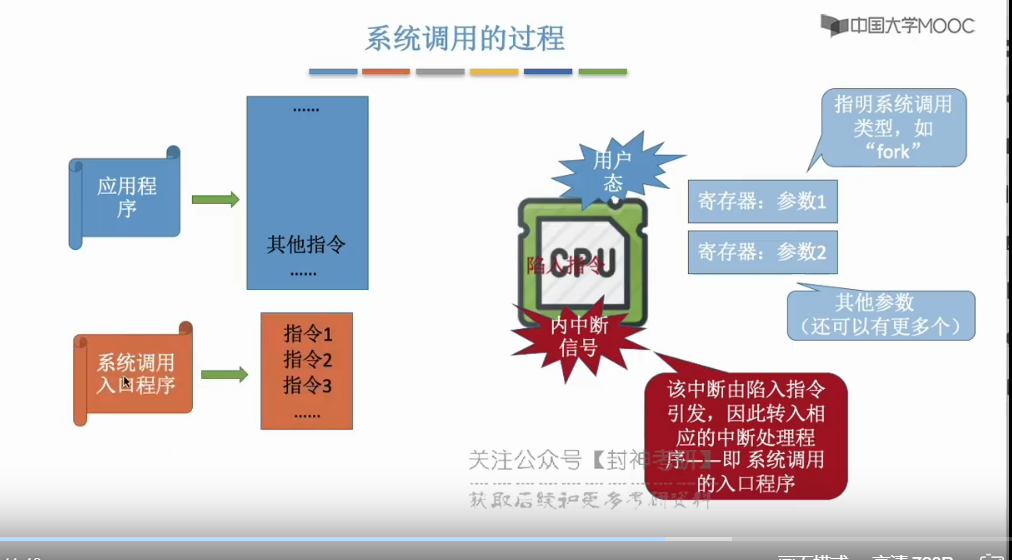 系统调用的过程
中国大学MOOC
......
应用程
序
其他指令
......
系统调用
入口程序
指令1
指令2
指令3
......
用户
态
CPU
陷入指令
内中断
信号
指明系统调用
类型，如
“fork”
寄存器：参数1
寄存器：参数2
其他参数
（还可以有更多个）
该中断由陷入指令
引发，因此转入相
应的中断处理程
序——即 系统调用
的入口程序
关注公众号【封神考研】
获取后续和更多考研资料